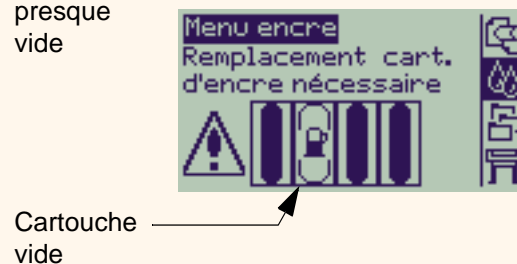 presque
vide
Menu encre
Remplacement cart.
d'encre nécessaire
Cartouche
vide